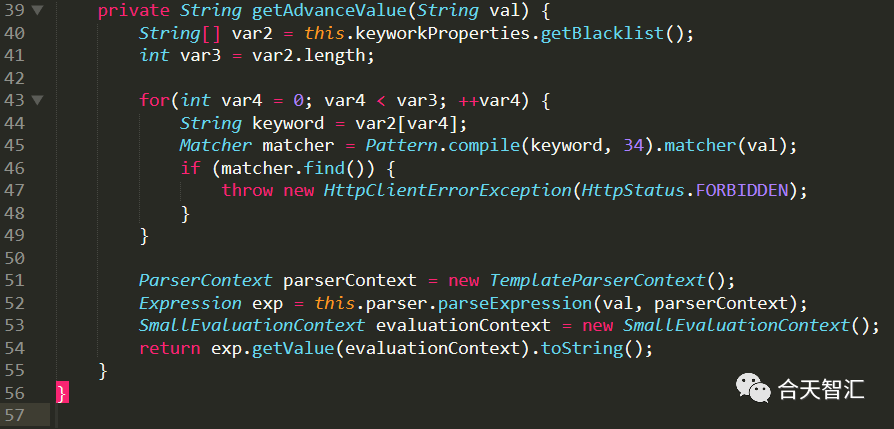 39 ▼     private String getAdvanceValue(String val) {
40         String[] var2 = this.keyworkProperties.getBlacklist();
41         int var3 = var2.length;
42
43 ▼         for(int var4 = 0; var4 < var3; ++var4) {
44             String keyword = var2[var4];
45             Matcher matcher = Pattern.compile(keyword, 34).matcher(val);
46             if (matcher.find()) {
47                 throw new HttpClientErrorException(HttpStatus.FORBIDDEN);
48             }
49         }
50
51         ParserContext parserContext = new TemplateParserContext();
52         Expression exp = this.parser.parseExpression(val, parserContext);
53         SmallEvaluationContext evaluationContext = new SmallEvaluationContext();
54         return exp.getValue(evaluationContext).toString();
55     }
56 }
57
合天智汇